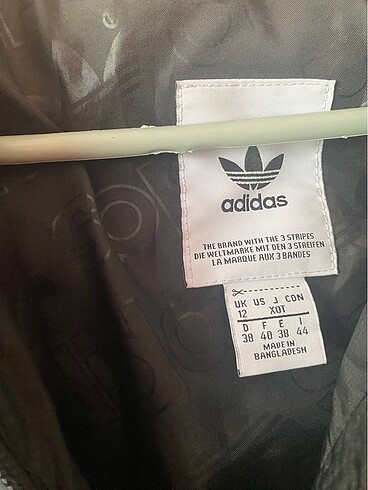 adidas
THE BRAND WITH THE 3 STRIPES
DIE WELTMARKE MIT DEN 3 STREIFEN
LA MARQUE AUX 3 BANDES
UK US J CDN
12 XOT
D F E I
38 40 38 44
MADE IN
BANGLADESH